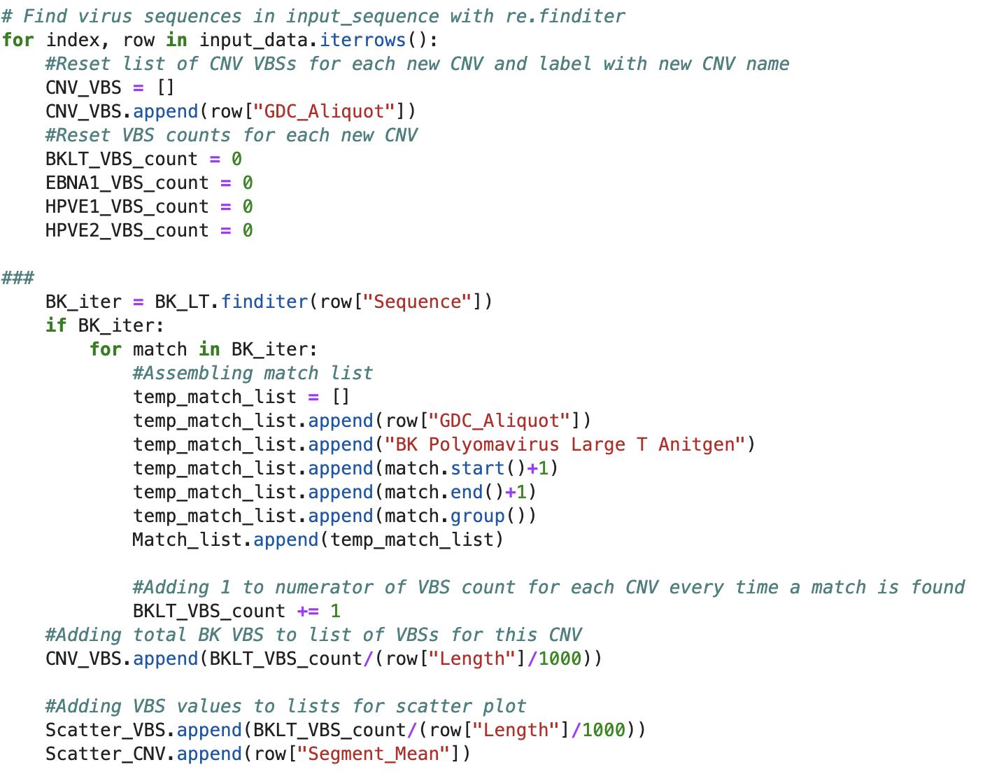 # Find virus sequences in input_sequence with re.finditer
for index, row in input_data.iterrows():
    #Reset list of CNV VBSs for each new CNV and label with new CNV name
    CNV_VBS = []
    CNV_VBS.append(row["GDC_Aliquot"])
    #Reset VBS counts for each new CNV
    BKLT_VBS_count = 0
    EBNA1_VBS_count = 0
    HPVE1_VBS_count = 0
    HPVE2_VBS_count = 0

###
    BK_iter = BK_LT.finditer(row["Sequence"])
    if BK_iter:
        for match in BK_iter:
            #Assembling match list
            temp_match_list = []
            temp_match_list.append(row["GDC_Aliquot"])
            temp_match_list.append("BK Polyomavirus Large T Anitgen")
            temp_match_list.append(match.start()+1)
            temp_match_list.append(match.end()+1)
            temp_match_list.append(match.group())
            Match_list.append(temp_match_list)

            #Adding 1 to numerator of VBS count for each CNV every time a match is found
            BKLT_VBS_count += 1
    #Adding total BK VBS to list of VBSs for this CNV
    CNV_VBS.append(BKLT_VBS_count/(row["Length"]/1000))

    #Adding VBS values to lists for scatter plot
    Scatter_VBS.append(BKLT_VBS_count/(row["Length"]/1000))
    Scatter_CNV.append(row["Segment_Mean"])